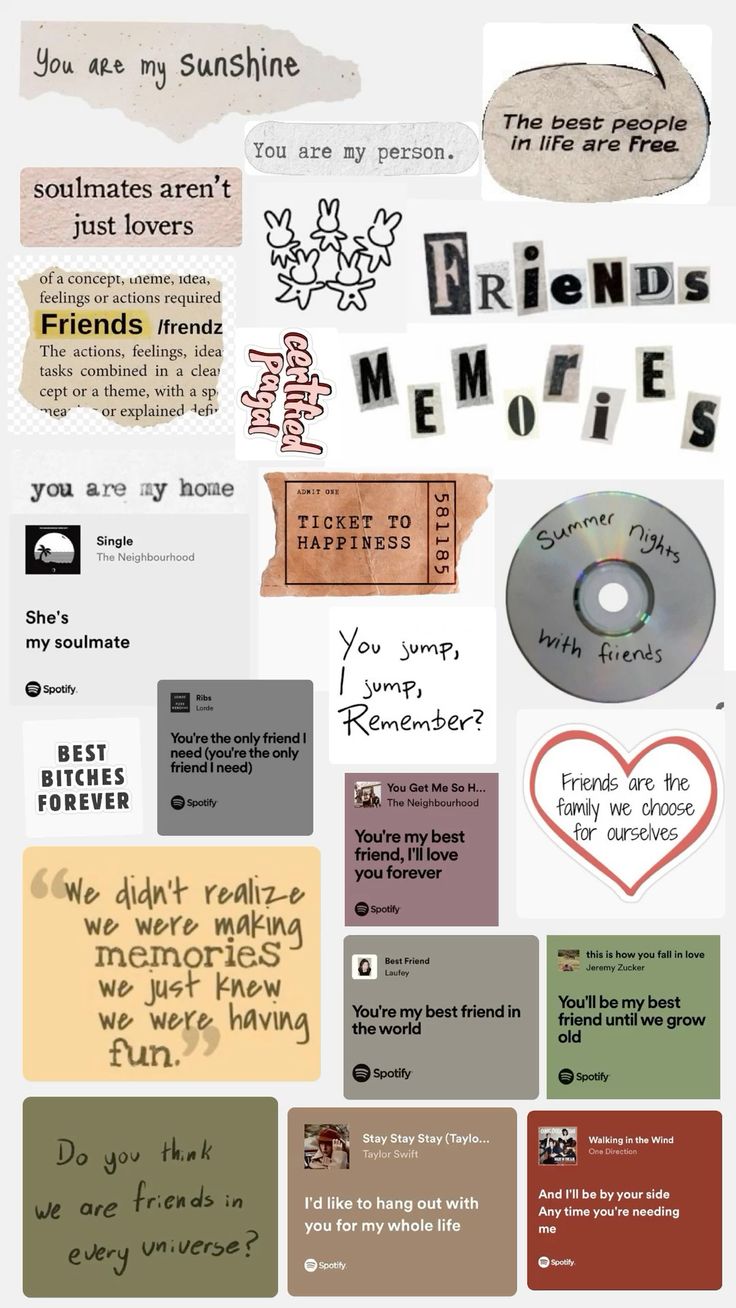 You are my sunshine
You are my person.
The best people
in life are Free.
soulmates aren't
just lovers
FRieNDs
of a concept, theme, idea,
feelings or actions required
Friends /frendz
The actions, feelings, idea
tasks combined in a clear
cept or a theme, with a sp
or explained defi
certified
pagal
MEMories
you are my home
ADMIT ONE
TICKET TO
HAPPINESS
581185
Summer nights
with friends
Single
The Neighbourhood
She's
my soulmate
Spotify
You jump,
I jump,
Remember?
Ribs
Lorde
You're the only friend I
need (you're the only
friend I need)
Spotify
BEST
BITCHES
FOREVER
You Get Me So H...
The Neighbourhood
You're my best
friend, I'll love
you forever
Spotify
Friends are the
family we choose
for ourselves
“We didn't realize
we were making
memories
we just knew
we were having
fun.”
Best Friend
Laufey
You're my best friend in
the world
Spotify
this is how you fall in love
Jeremy Zucker
You'll be my best
friend until we grow
old
Spotify
Do you think
we are friends in
every universe?
Stay Stay Stay (Taylo...
Taylor Swift
I'd like to hang out with
you for my whole life
Spotify
Walking in the Wind
One Direction
And I'll be by your side
Any time you're needing
me
Spotify